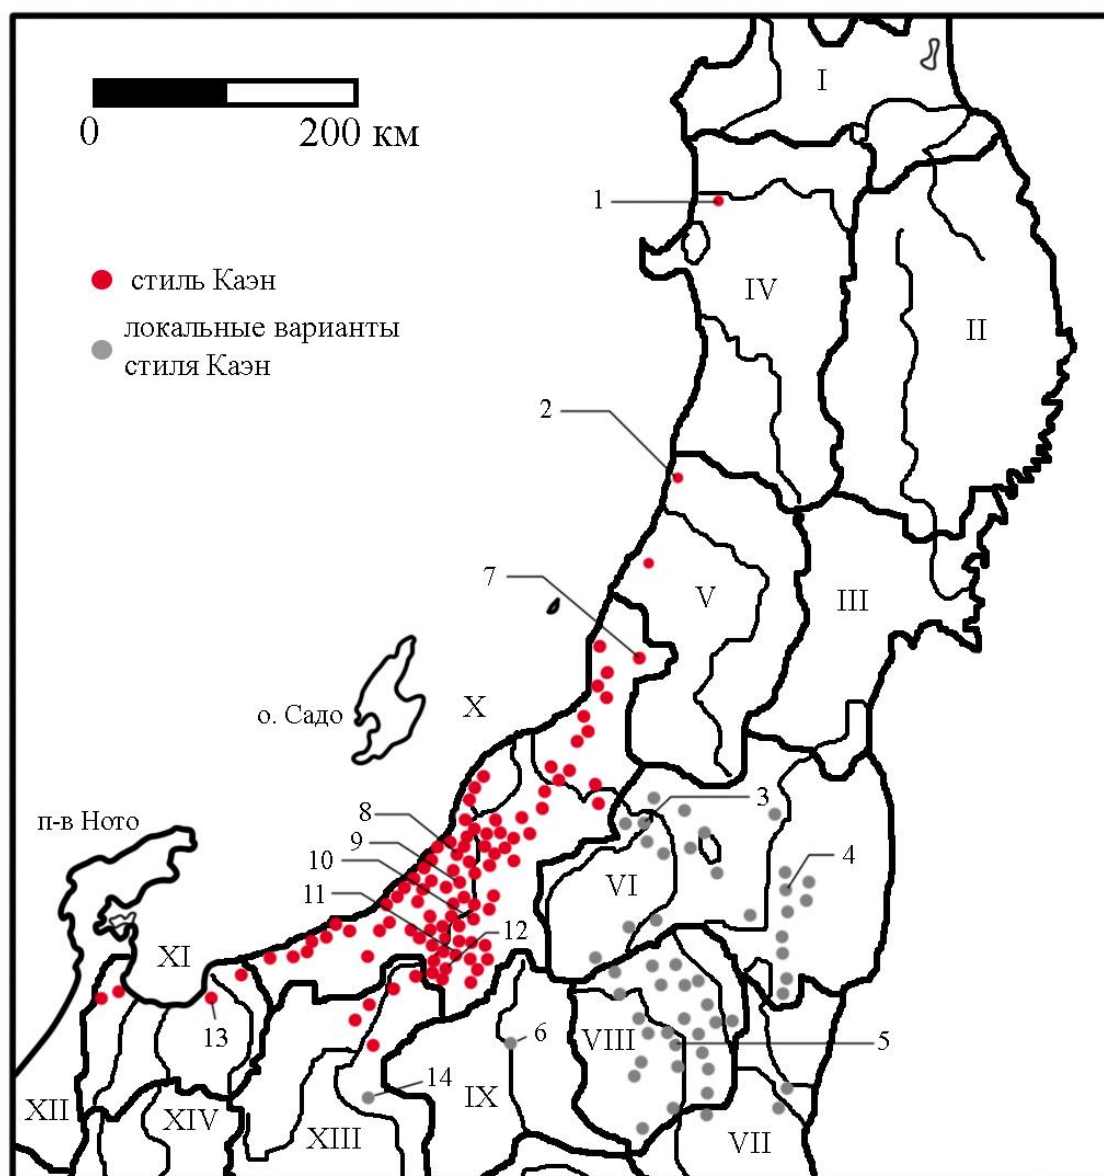 I
0
200 км
1
стиль Каэн
IV
II
локальные варианты
стиля Каэн
2
7
V
III
о. Садо
X
3
п-в Ното
8
9
10
4
11
VI
12
XI
13
6
VIII
5
14
XII
XIV
XIII
IX
VII